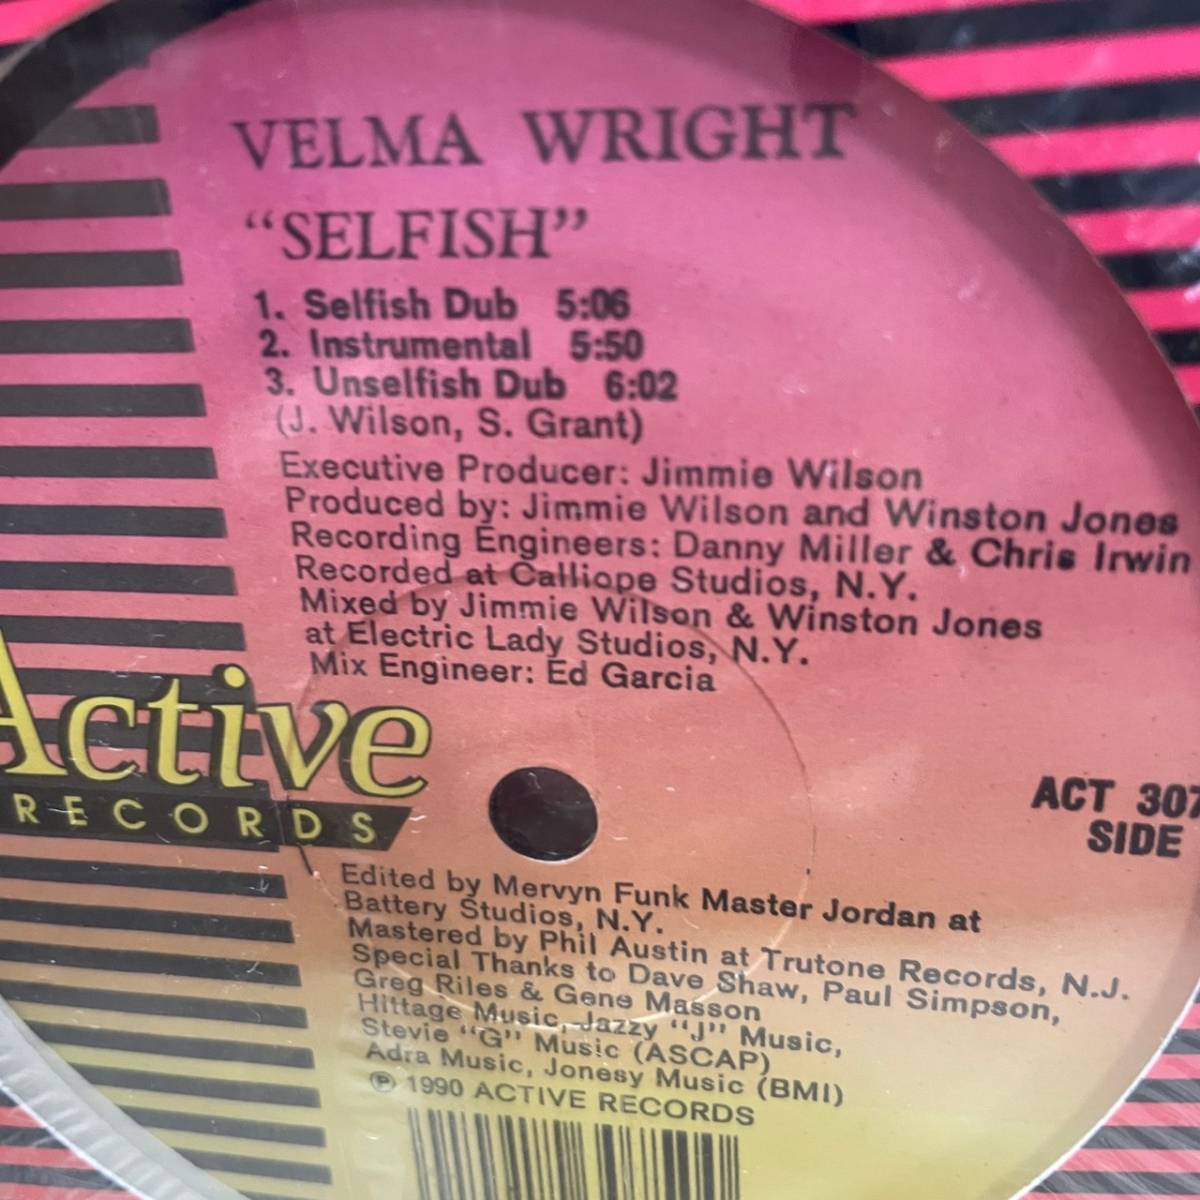 VELMA WRIGHT
“SELFISH”
1. Selfish Dub 5:06
2. Instrumental 5:50
3. Unselfish Dub 6:02
(J. Wilson, S. Grant)
Executive Producer: Jimmie Wilson
Produced by: Jimmie Wilson and Winston Jones
Recording Engineers: Danny Miller & Chris Irwin
Recorded at Calliope Studios, N.Y.
Mixed by Jimmie Wilson & Winston Jones
at Electric Lady Studios, N.Y.
Mix Engineer: Ed Garcia
Active
RECORDS
ACT 307
SIDE
Edited by Mervyn Funk Master Jordan at
Battery Studios, N.Y.
Mastered by Phil Austin at Trutone Records, N.J.
Special Thanks to Dave Shaw, Paul Simpson,
Greg Riles & Gene Masson
Hittage Music, Jazzy "J" Music,
Stevie "G" Music (ASCAP)
Adra Music, Jonesy Music (BMI)
℗ 1990 ACTIVE RECORDS